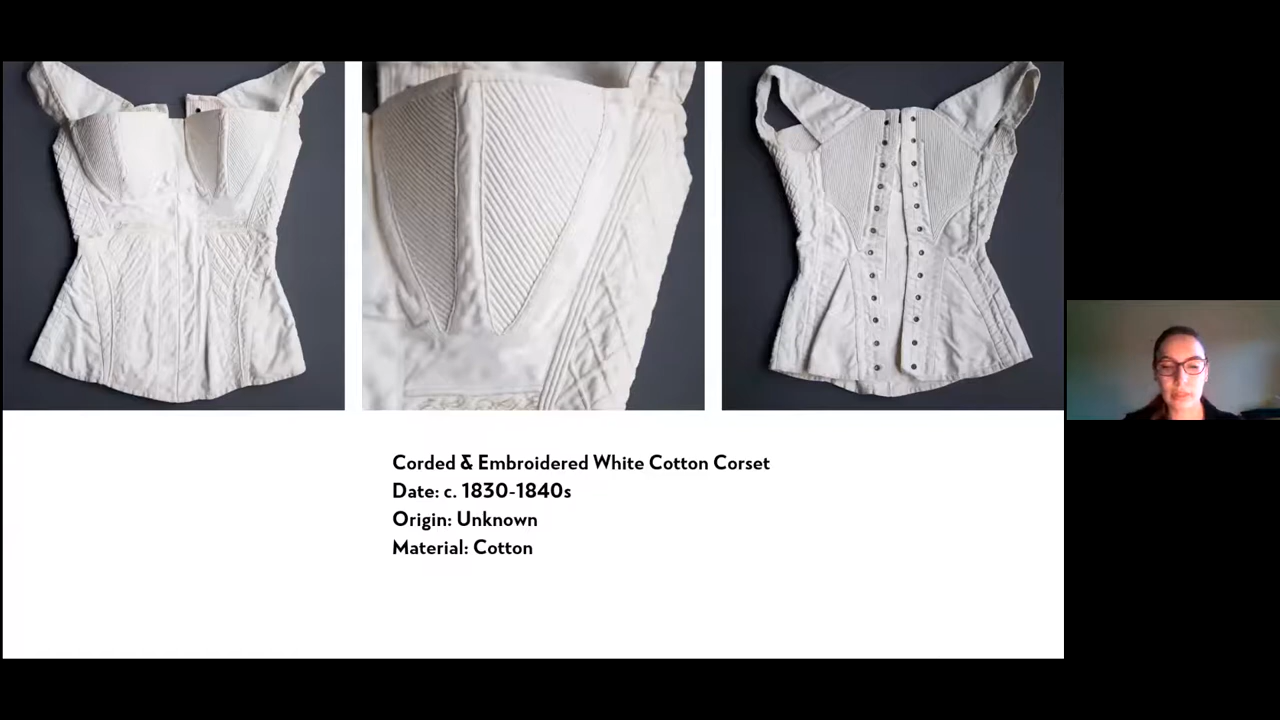 Corded & Embroidered White Cotton Corset
Date: c. 1830-1840s
Origin: Unknown
Material: Cotton